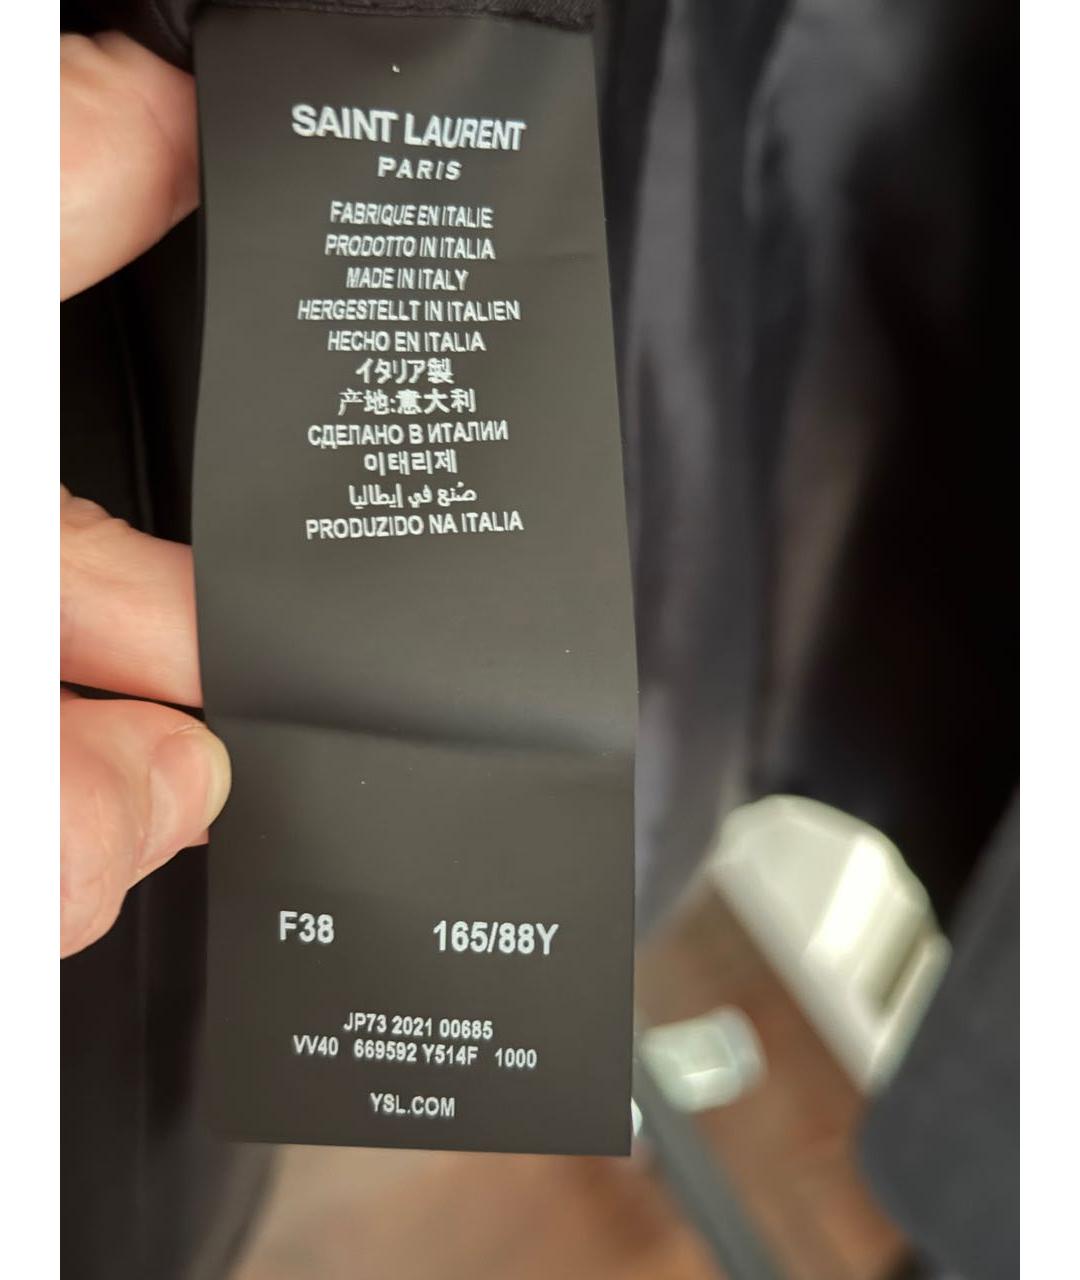 SAINT LAURENT
PARIS
FABRIQUE EN ITALIE
PRODOTTO IN ITALIA
MADE IN ITALY
HERGESTELLT IN ITALIEN
HECHO EN ITALIA
イタリア製
产地:意大利
СДЕЛАНО В ИТАЛИИ
이태리제
صُنع في إيطاليا
PRODUZIDO NA ITALIA
F38 165/88Y
JP73 2021 00685
VV40 669592 Y514F 1000
YSL.COM